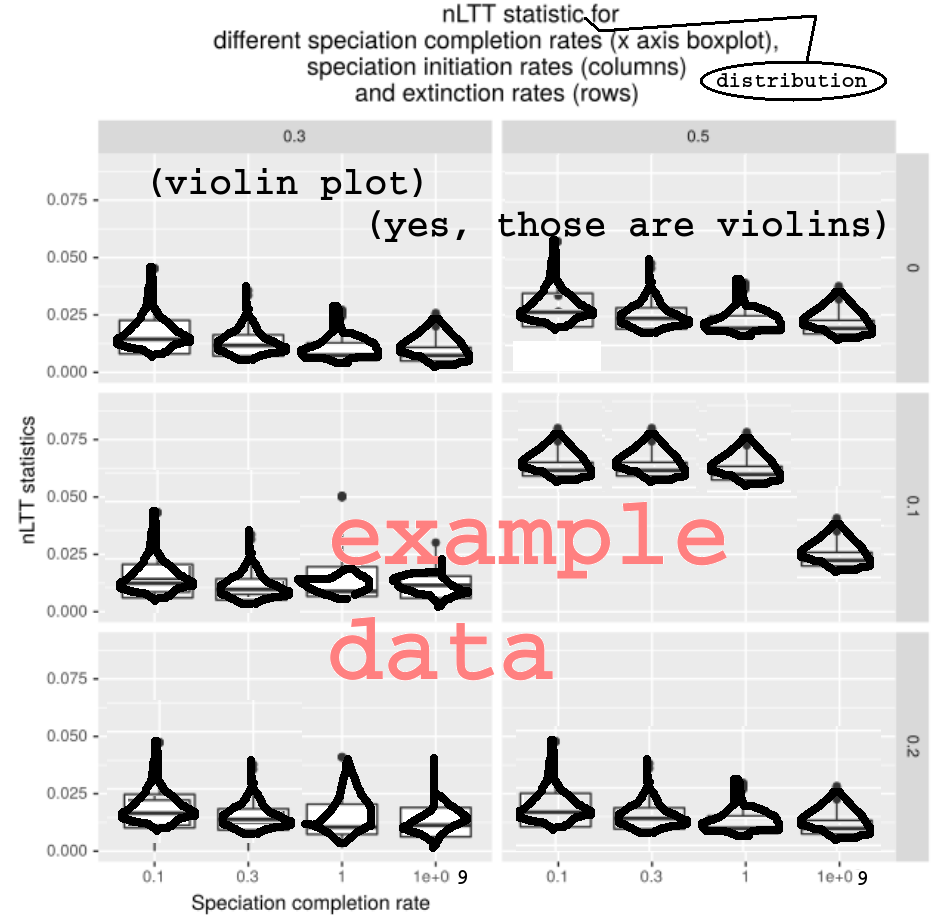 nLTT statistic for
different speciation completion rates (x axis boxplot),
speciation initiation rates (columns)
and extinction rates (rows)
distribution
0.3
0.5
(violin plot)
(yes, those are violins)
0.075
0.050
0.025
0.000
0
nLTT statistics
0.075
0.050
0.025
0.000
0.1
example
data
0.075
0.050
0.025
0.000
0.2
0.1 0.3 1 1e+0 9
0.1 0.3 1 1e+0 9
Speciation completion rate